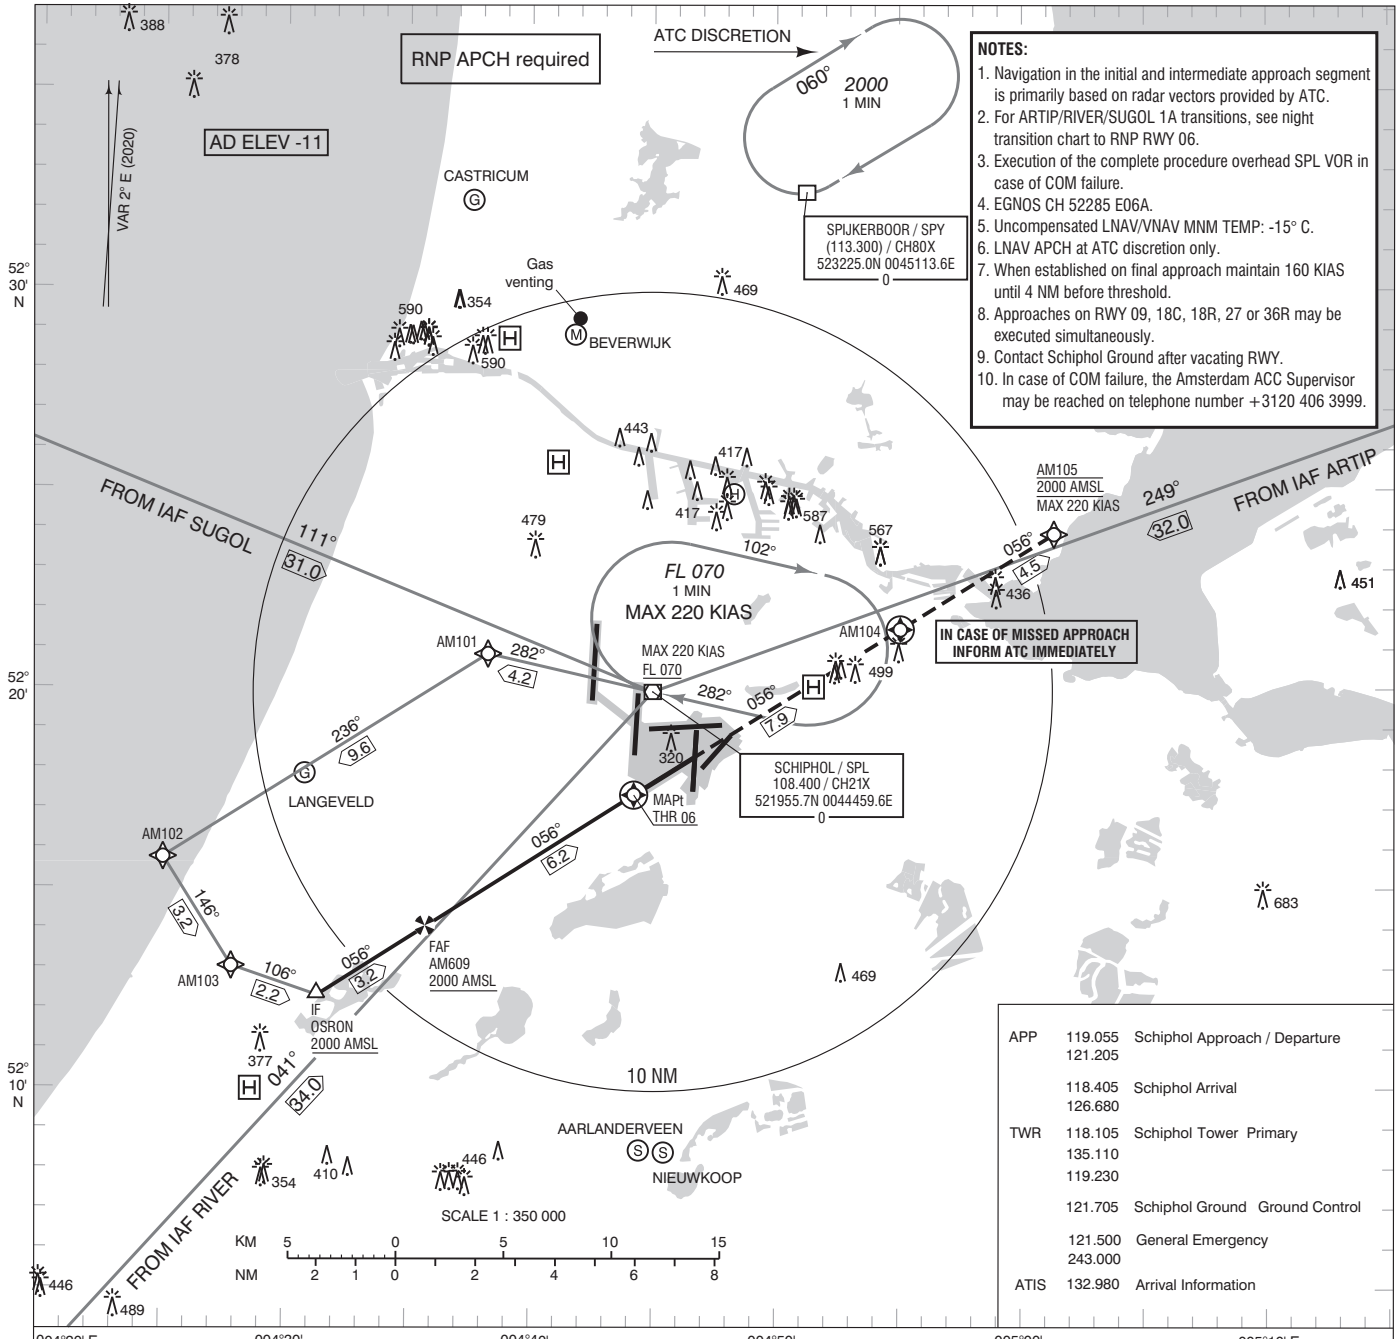 388
378
RNP APCH required
ATC DISCRETION
060°
2000
1 MIN
AD ELEV -11
VAR 2° E (2020)
NOTES:
1. Navigation in the initial and intermediate approach segment
is primarily based on radar vectors provided by ATC.
2. For ARTIP/RIVER/SUGOL 1A transitions, see night
transition chart to RNP RWY 06.
3. Execution of the complete procedure overhead SPL VOR in
case of COM failure.
4. EGNOS CH 52285 E06A.
5. Uncompensated LNAV/VNAV MNM TEMP: -15° C.
6. LNAV APCH at ATC discretion only.
7. When established on final approach maintain 160 KIAS
until 4 NM before threshold.
8. Approaches on RWY 09, 18C, 18R, 27 or 36R may be
executed simultaneously.
9. Contact Schiphol Ground after vacating RWY.
10. In case of COM failure, the Amsterdam ACC Supervisor
may be reached on telephone number +3120 406 3999.
CASTRICUM
G
SPIJKERBOOR / SPY
(113.300) / CH80X
523225.0N 0045113.6E
0
52°
30'
N
Gas
venting
469
354
590
H
M
BEVERWIJK
590
443
417
H
H
417
587
479
567
FROM IAF SUGOL
111°
31.0
AM105
2000 AMSL
MAX 220 KIAS
249°
32.0
FROM IAF ARTIP
056°
4.5
436
451
102°
FL 070
1 MIN
MAX 220 KIAS
AM104
IN CASE OF MISSED APPROACH
INFORM ATC IMMEDIATELY
AM101
282°
4.2
MAX 220 KIAS
FL 070
499
H
52°
20'
N
282°
056°
7.9
236°
9.6
G
LANGEVELD
320
SCHIPHOL / SPL
108.400 / CH21X
521955.7N 0044459.6E
0
MAPt
THR 06
AM102
056°
6.2
146°
3.2
683
FAF
AM609
2000 AMSL
056°
3.2
AM103
106°
2.2
469
IF
OSRON
2000 AMSL
377
041°
34.0
H
52°
10'
N
10 NM
APP 119.055 Schiphol Approach / Departure
121.205
118.405 Schiphol Arrival
126.680
TWR 118.105 Schiphol Tower Primary
135.110
119.230
121.705 Schiphol Ground Ground Control
121.500 General Emergency
243.000
ATIS 132.980 Arrival Information
AARLANDERVEEN
S
S
NIEUWKOOP
446
410
354
FROM IAF RIVER
SCALE 1 : 350 000
KM 5 0 5 10 15
NM 2 1 0 2 4 6 8
446
489